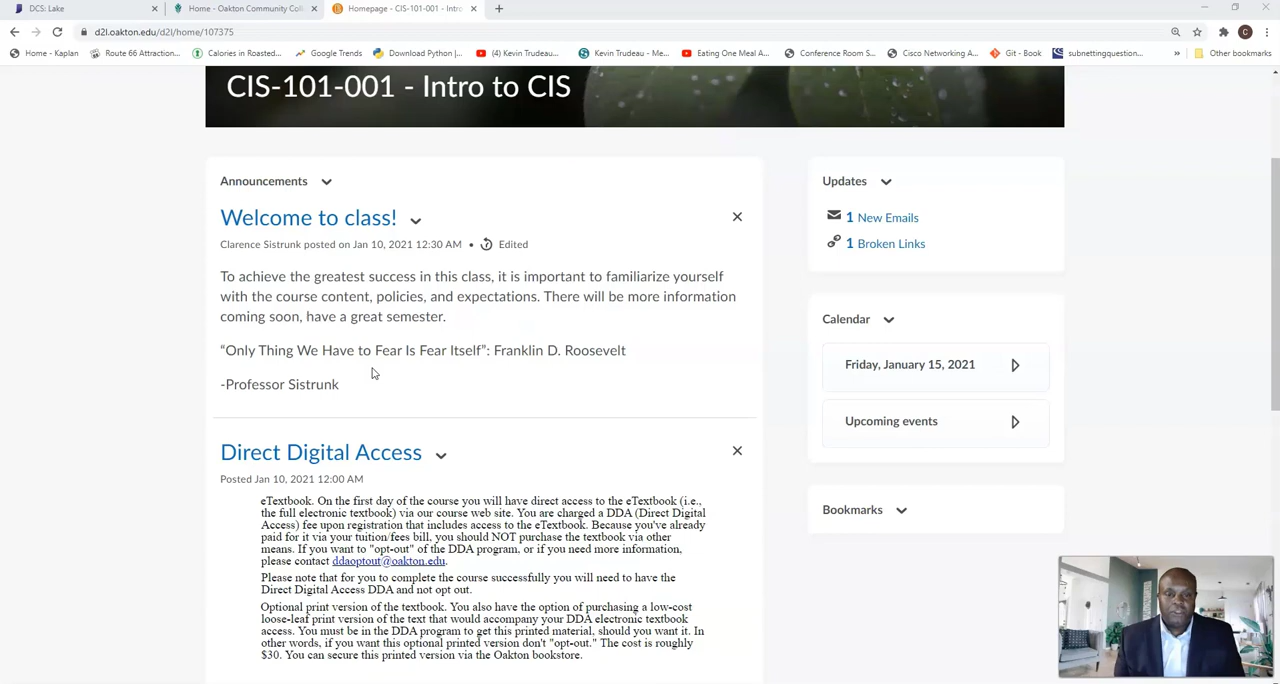 DCS: Lake
Home - Oakton Community Coll
Homepage - CIS-101-001 - Intro t
d2l.oakton.edu/d2l/home/107375
C
Home - Kaplan
Route 66 Attraction...
Calories in Roasted...
Google Trends
Download Python |...
(4) Kevin Trudeau...
Kevin Trudeau - Me...
Eating One Meal A...
Conference Room S...
Cisco Networking A...
Git - Book
subnettingquestion...
»
Other bookmarks
CIS-101-001 - Intro to CIS
Announcements
Welcome to class!
Clarence Sistrunk posted on Jan 10, 2021 12:30 AM • Edited
To achieve the greatest success in this class, it is important to familiarize yourself
with the course content, policies, and expectations. There will be more information
coming soon, have a great semester.
“Only Thing We Have to Fear Is Fear Itself”: Franklin D. Roosevelt
-Professor Sistrunk
Direct Digital Access
Posted Jan 10, 2021 12:00 AM
eTextbook. On the first day of the course you will have direct access to the eTextbook (i.e.,
the full electronic textbook) via our course web site. You are charged a DDA (Direct Digital
Access) fee upon registration that includes access to the eTextbook. Because you've already
paid for it via your tuition/fees bill, you should NOT purchase the textbook via other
means. If you want to "opt-out" of the DDA program, or if you need more information,
please contact ddaoptout@oakton.edu.
Please note that for you to complete the course successfully you will need to have the
Direct Digital Access DDA and not opt out.
Optional print version of the textbook. You also have the option of purchasing a low-cost
loose-leaf print version of the text that would accompany your DDA electronic textbook
access. You must be in the DDA program to get this printed material, should you want it. In
other words, if you want this optional printed version don't "opt-out." The cost is roughly
$30. You can secure this printed version via the Oakton bookstore.
Updates
1 New Emails
1 Broken Links
Calendar
Friday, January 15, 2021
Upcoming events
Bookmarks